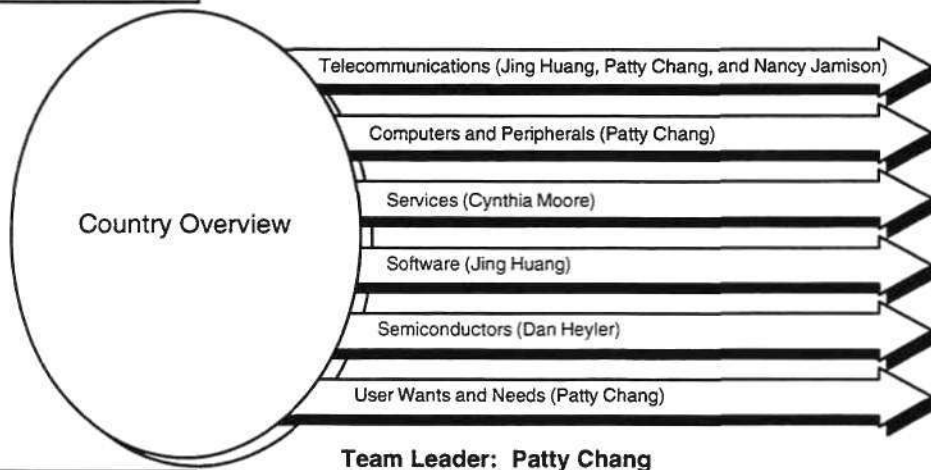 Telecommunications (Jing Huang, Patty Chang, and Nancy Jamison)
Computers and Peripherals (Patty Chang)
Services (Cynthia Moore)
Country Overview
Software (Jing Huang)
Semiconductors (Dan Heyler)
User Wants and Needs (Patty Chang)
Team Leader: Patty Chang